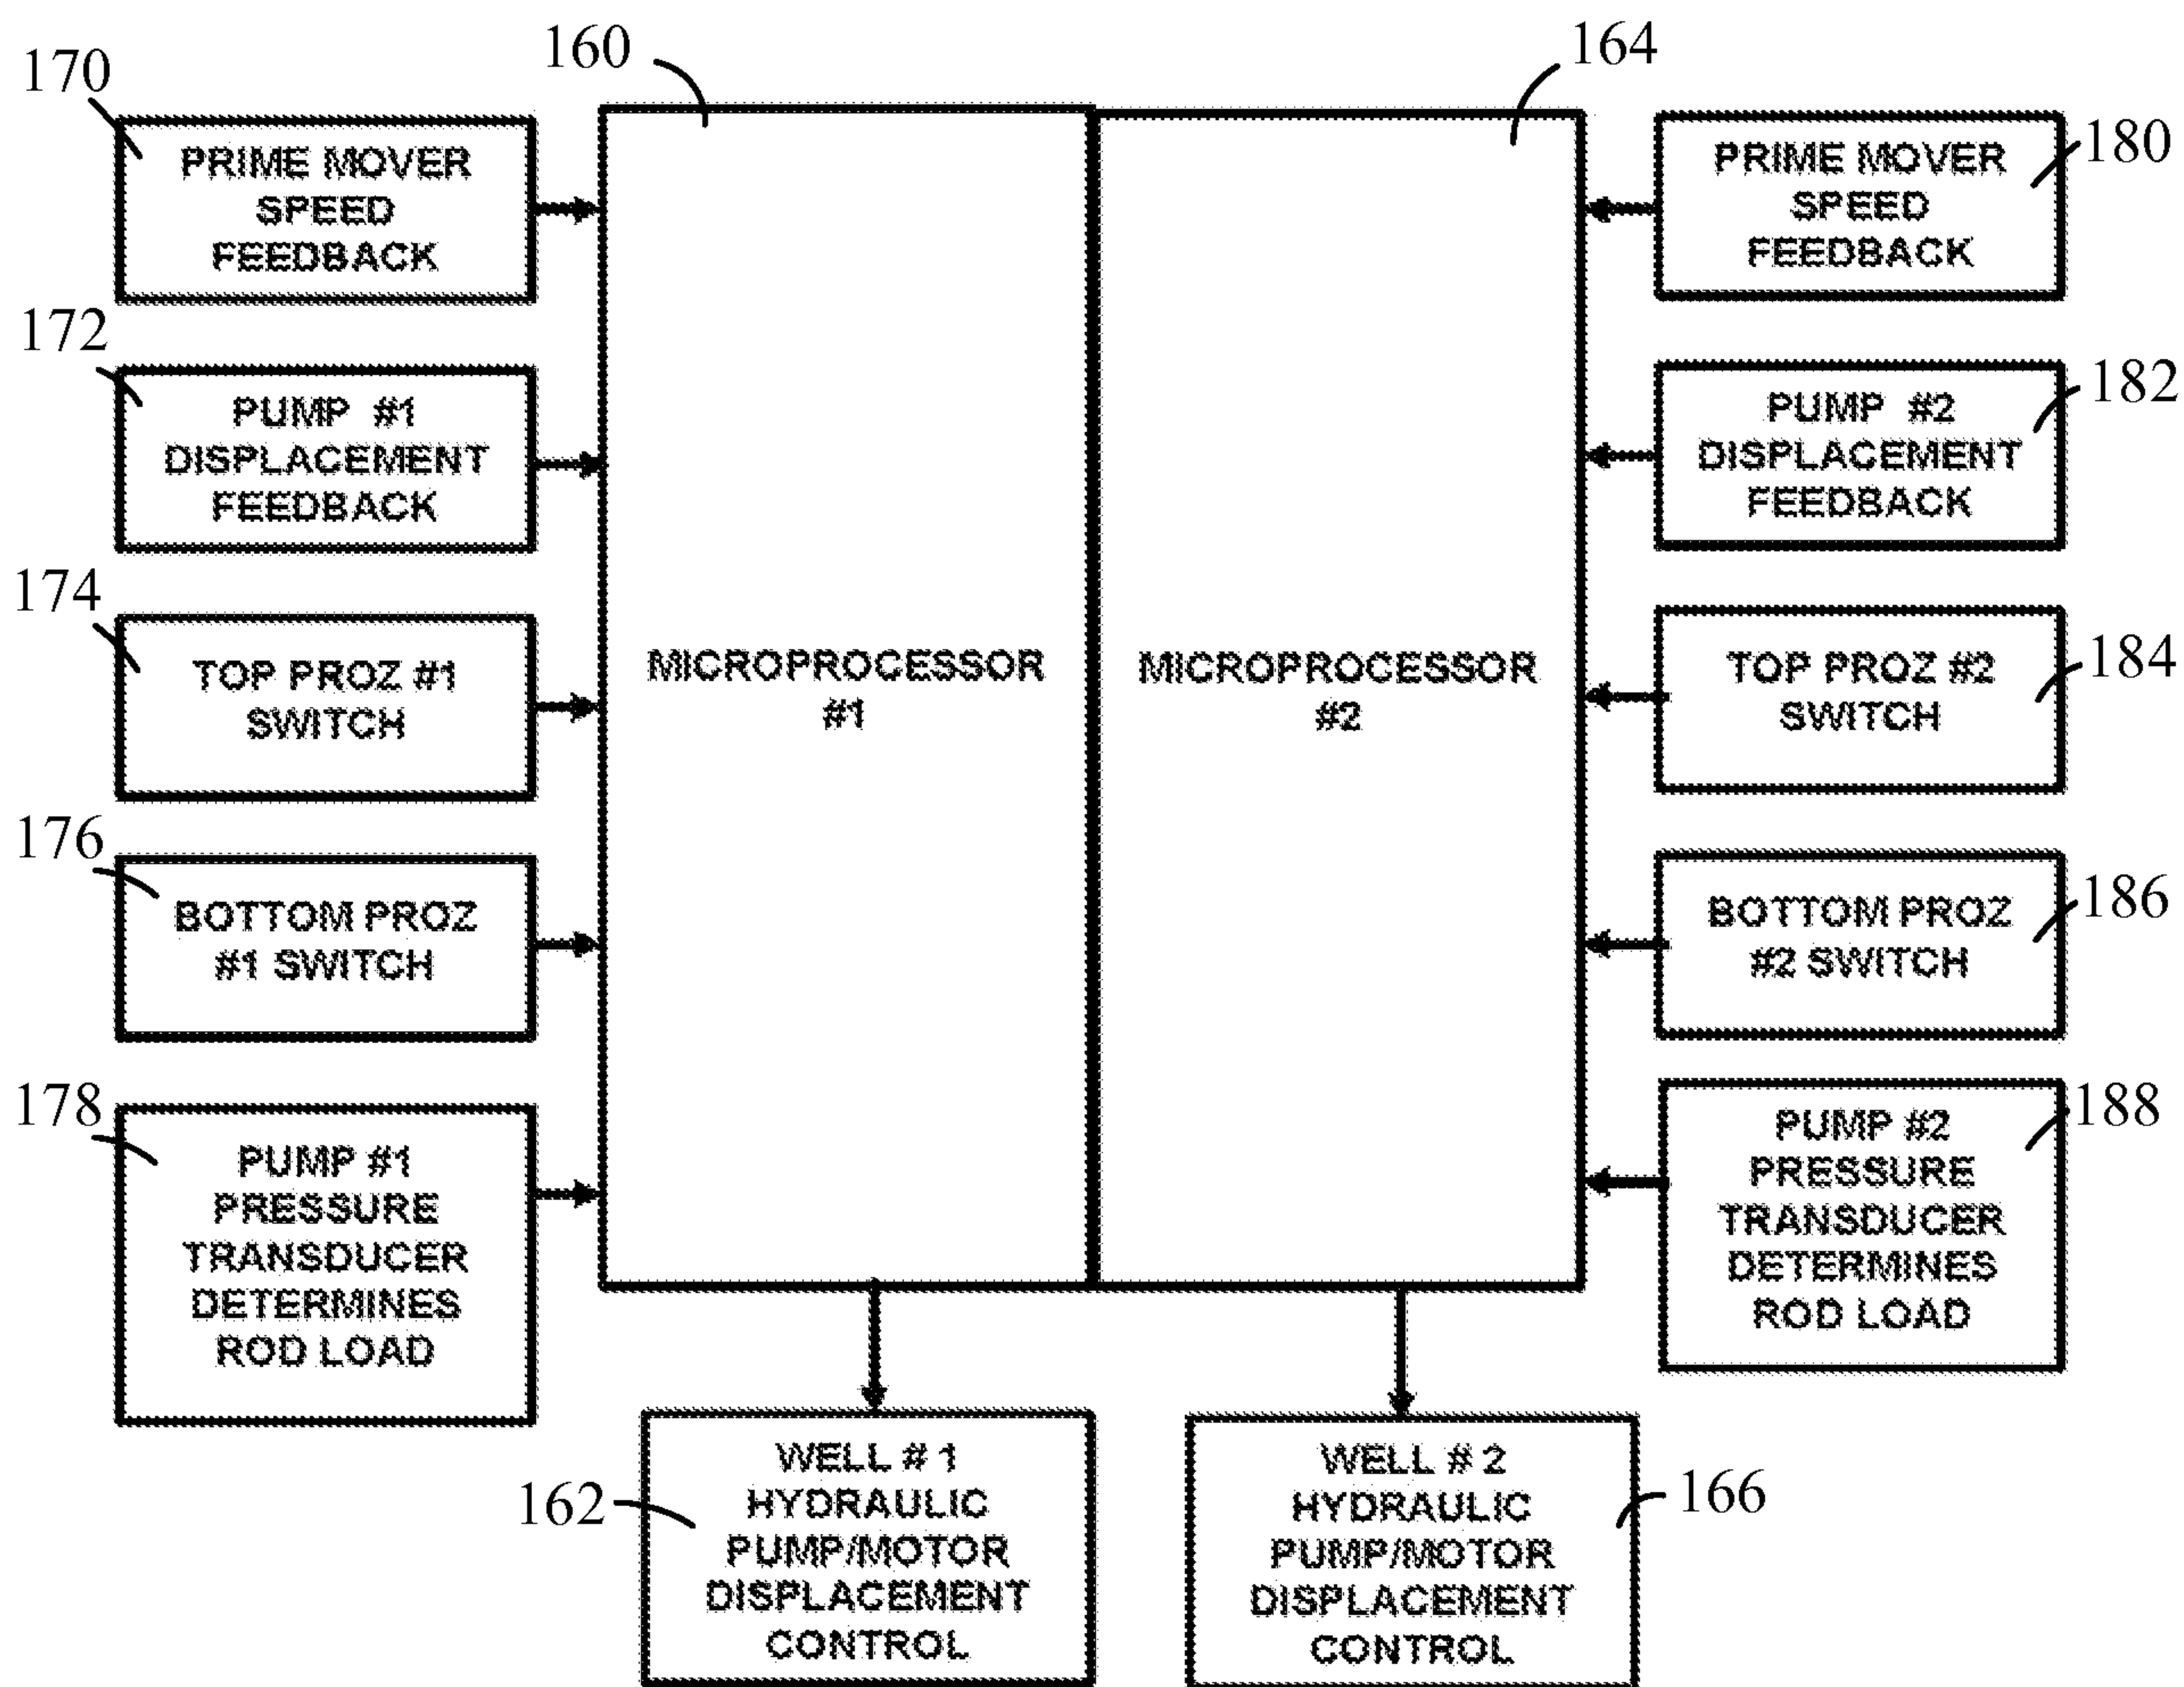 160
164
170
PRIME MOVER
SPEED
FEEDBACK
172
PUMP #1
DISPLACEMENT
FEEDBACK
174
TOP PROZ #1
SWITCH
176
BOTTOM PROZ
#1 SWITCH
178
PUMP #1
PRESSURE
TRANSDUCER
DETERMINES
ROD LOAD
MICROPROCESSOR
#1
MICROPROCESSOR
#2
180
PRIME MOVER
SPEED
FEEDBACK
182
PUMP #2
DISPLACEMENT
FEEDBACK
184
TOP PROZ #2
SWITCH
186
BOTTOM PROZ
#2 SWITCH
188
PUMP #2
PRESSURE
TRANSDUCER
DETERMINES
ROD LOAD
162
WELL # 1
HYDRAULIC
PUMP/MOTOR
DISPLACEMENT
CONTROL
166
WELL # 2
HYDRAULIC
PUMP/MOTOR
DISPLACEMENT
CONTROL